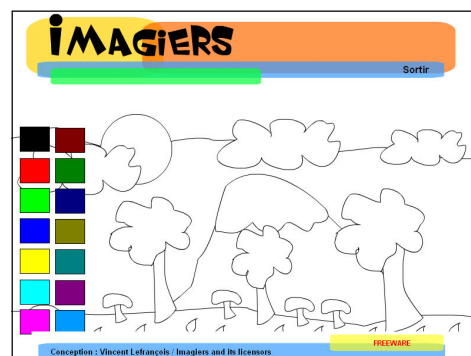 IMAGIERS
Sortir
FREEWARE
Conception : Vincent Lefrançois / Imagiers and its licensors